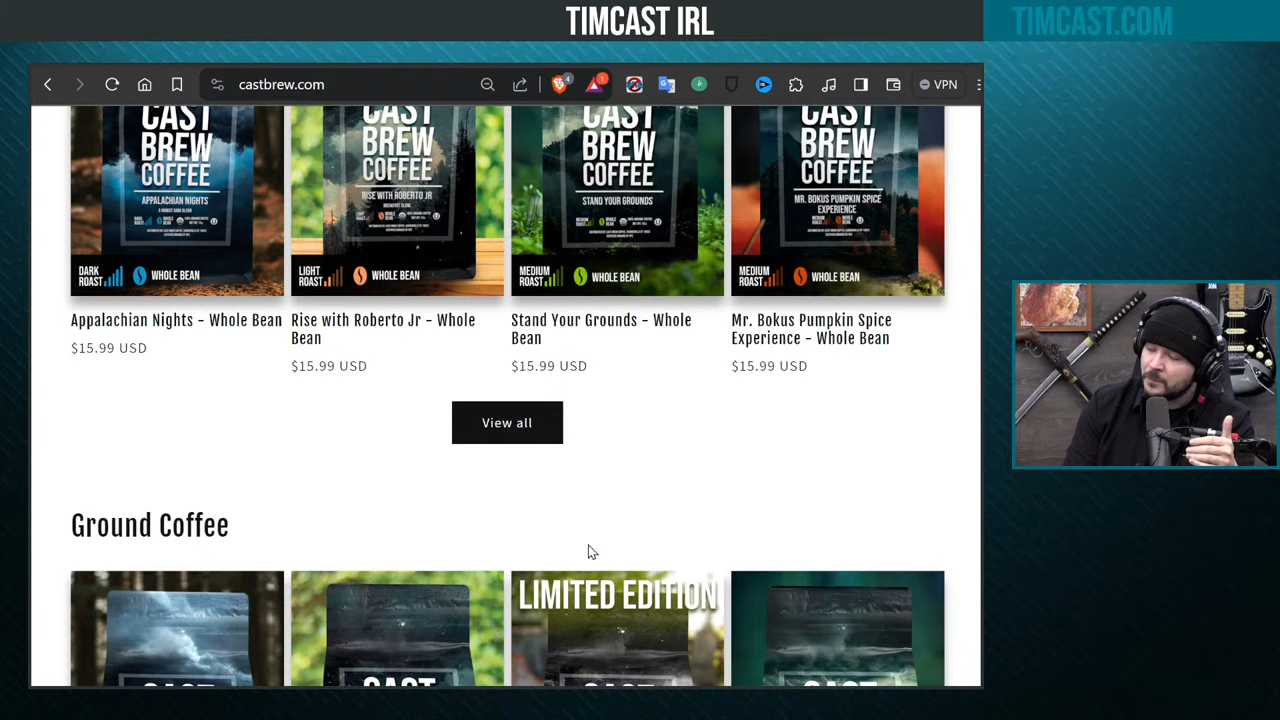 TIMCAST IRL
TIMCAST.COM
castbrew.com
4
1
VPN
CAST
BREW
COFFEE
APPALACHIAN NIGHTS
DARK
ROAST
WHOLE BEAN
CAST
BREW
COFFEE
RISE WITH ROBERTO JR
LIGHT
ROAST
WHOLE BEAN
CAST
BREW
COFFEE
STAND YOUR GROUNDS
MEDIUM
ROAST
WHOLE BEAN
CAST
BREW
COFFEE
MR. BOKUS PUMPKIN SPICE
EXPERIENCE
MEDIUM
ROAST
WHOLE BEAN
Appalachian Nights - Whole Bean
$15.99 USD
Rise with Roberto Jr - Whole
Bean
$15.99 USD
Stand Your Grounds - Whole
Bean
$15.99 USD
Mr. Bokus Pumpkin Spice
Experience - Whole Bean
$15.99 USD
View all
Ground Coffee
LIMITED EDITION
CAST